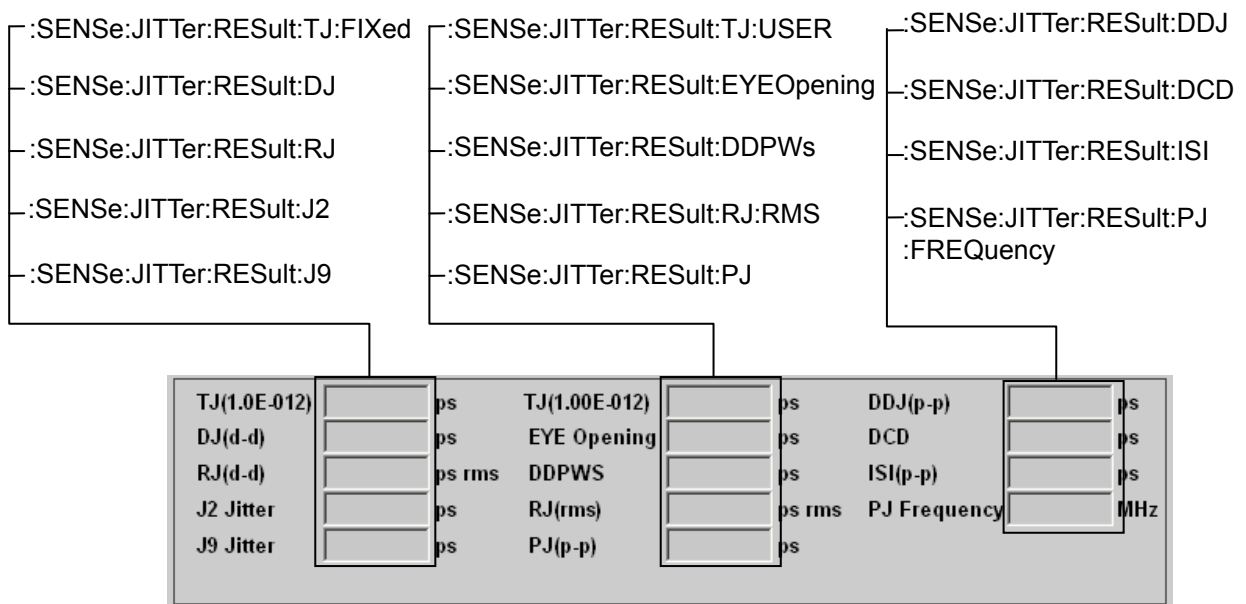 :SENSe:JITTer:RESult:TJ:FIXed
:SENSe:JITTer:RESult:DJ
:SENSe:JITTer:RESult:RJ
:SENSe:JITTer:RESult:J2
:SENSe:JITTer:RESult:J9
:SENSe:JITTer:RESult:TJ:USER
:SENSe:JITTer:RESult:EYEOpening
:SENSe:JITTer:RESult:DDPWs
:SENSe:JITTer:RESult:RJ:RMS
:SENSe:JITTer:RESult:PJ
:SENSe:JITTer:RESult:DDJ
:SENSe:JITTer:RESult:DCD
:SENSe:JITTer:RESult:ISI
:SENSe:JITTer:RESult:PJ
:FREQuency
TJ(1.0E-012) ps
DJ(d-d) ps
RJ(d-d) ps rms
J2 Jitter ps
J9 Jitter ps
TJ(1.00E-012) ps
EYE Opening ps
DDPWS ps
RJ(rms) ps rms
PJ(p-p) ps
DDJ(p-p) ps
DCD ps
ISI(p-p) ps
PJ Frequency MHz